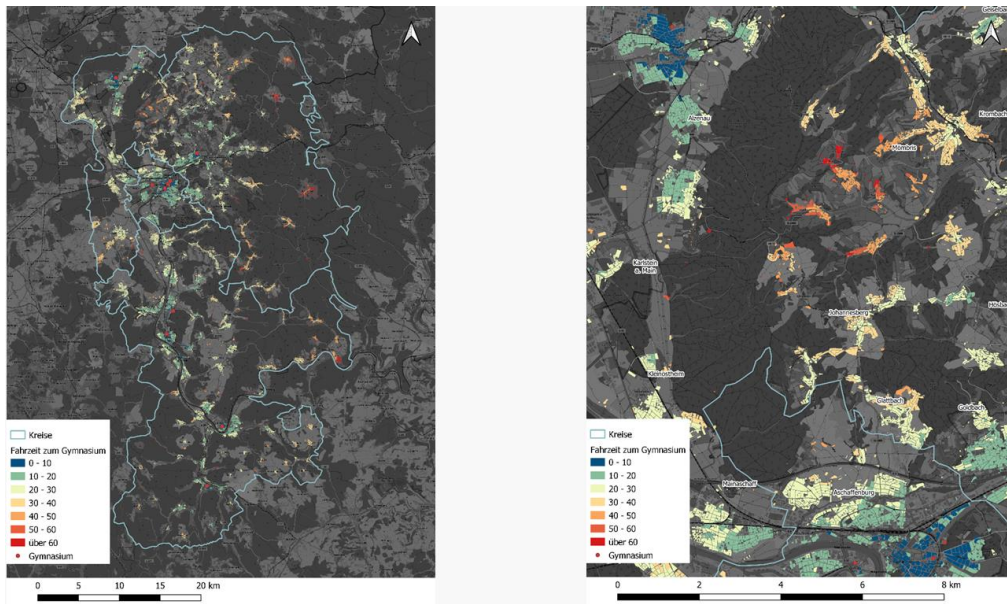 Kreise
Fahrzeit zum Gymnasium
0 - 10
10 - 20
20 - 30
30 - 40
40 - 50
50 - 60
über 60
Gymnasium
0 5 10 15 20 km
Alzenau
Krombach
Mömbris
Karlstein
a. Main
Johannesberg
Kleinostheim
Glattbach
Goldbach
Mainaschaff
Aschaffenburg
Kreise
Fahrzeit zum Gymnasium
0 - 10
10 - 20
20 - 30
30 - 40
40 - 50
50 - 60
über 60
Gymnasium
0 2 4 6 8 km